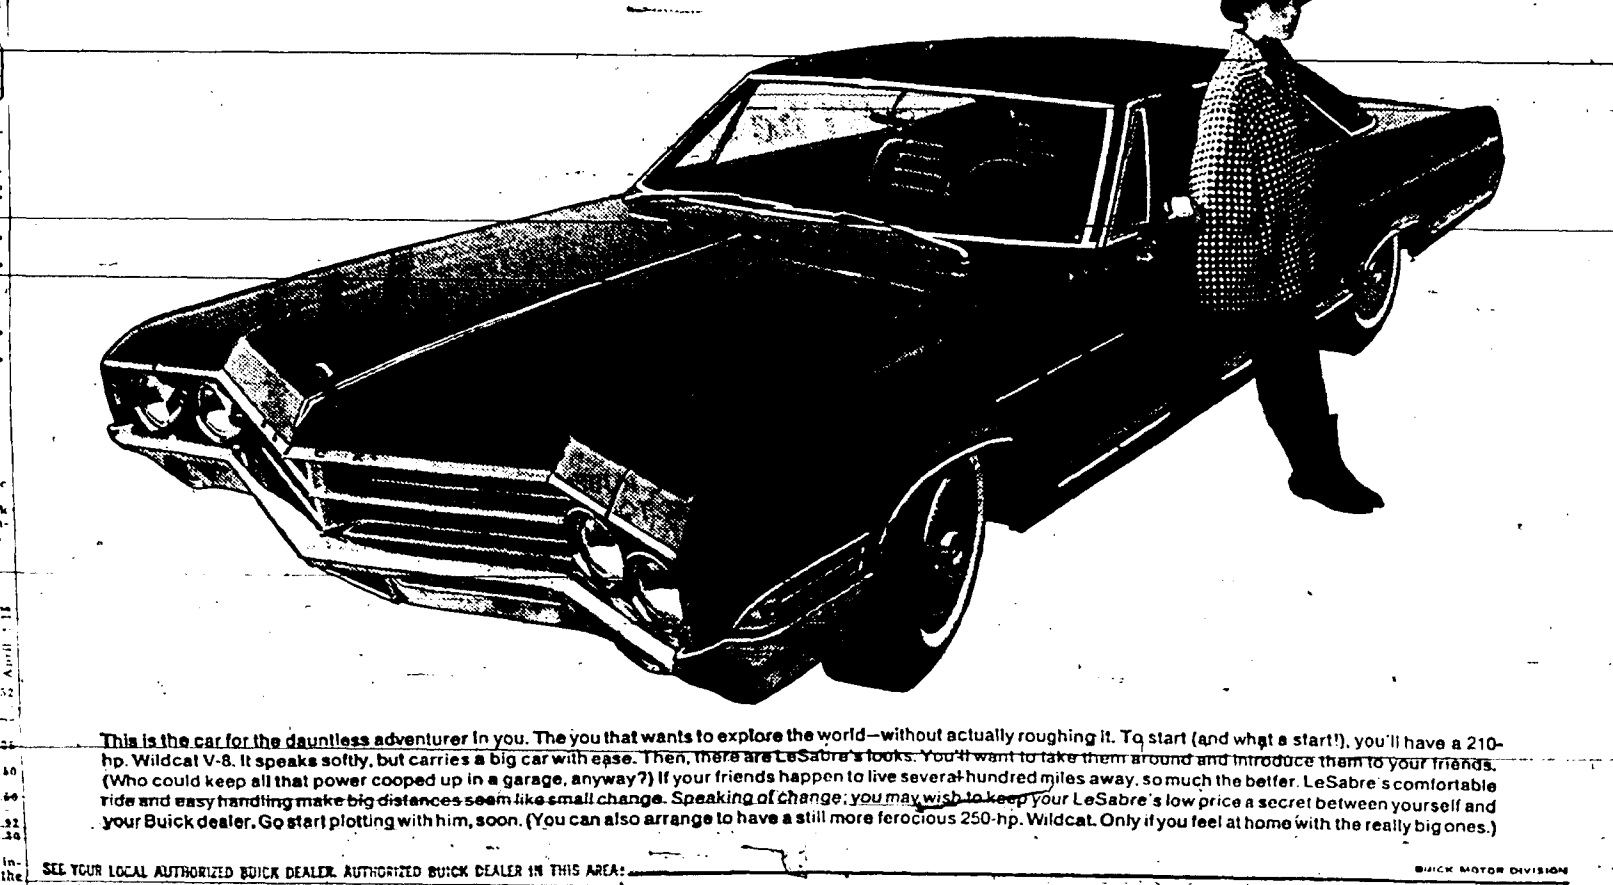 This is the car for the dauntless adventurer in you. The you that wants to explore the world—without actually roughing it. To start (and what a start!), you'll have a 210-
hp. Wildcat V-8. It speaks softly, but carries a big car with ease. Then, there are LeSabre's looks. You'll want to take them around and introduce them to your friends.
(Who could keep all that power cooped up in a garage, anyway?) If your friends happen to live several hundred miles away, so much the better. LeSabre's comfortable
ride and easy handling make big distances seem like small change. Speaking of change; you may wish to keep your LeSabre's low price a secret between yourself and
your Buick dealer. Go start plotting with him, soon. (You can also arrange to have a still more ferocious 250-hp. Wildcat. Only if you feel at home with the really big ones.)
SEE YOUR LOCAL AUTHORIZED BUICK DEALER. AUTHORIZED BUICK DEALER IN THIS AREA:
BUICK MOTOR DIVISION
April
in-
the